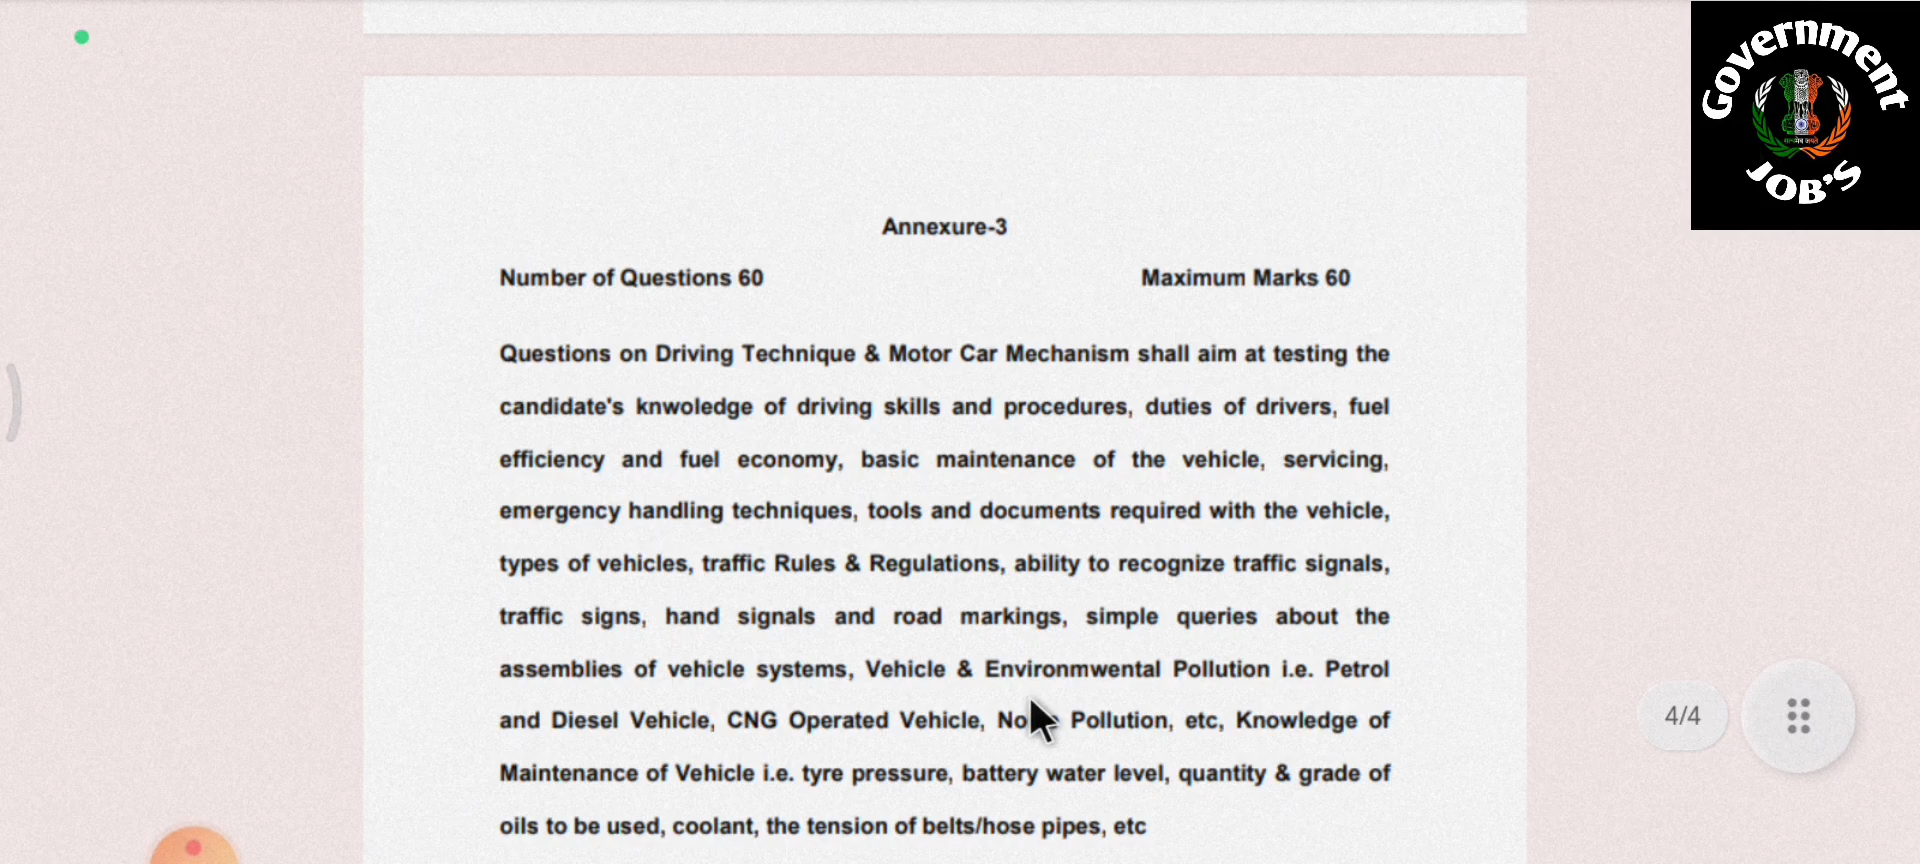 Government
सत्यमेव जयते
JOB'S
Annexure-3
Number of Questions 60 Maximum Marks 60
Questions on Driving Technique & Motor Car Mechanism shall aim at testing the
candidate's knwoledge of driving skills and procedures, duties of drivers, fuel
efficiency and fuel economy, basic maintenance of the vehicle, servicing,
emergency handling techniques, tools and documents required with the vehicle,
types of vehicles, traffic Rules & Regulations, ability to recognize traffic signals,
traffic signs, hand signals and road markings, simple queries about the
assemblies of vehicle systems, Vehicle & Environmwental Pollution i.e. Petrol
and Diesel Vehicle, CNG Operated Vehicle, Pollution, etc, Knowledge of
Maintenance of Vehicle i.e. tyre pressure, battery water level, quantity & grade of
oils to be used, coolant, the tension of belts/hose pipes, etc
4/4